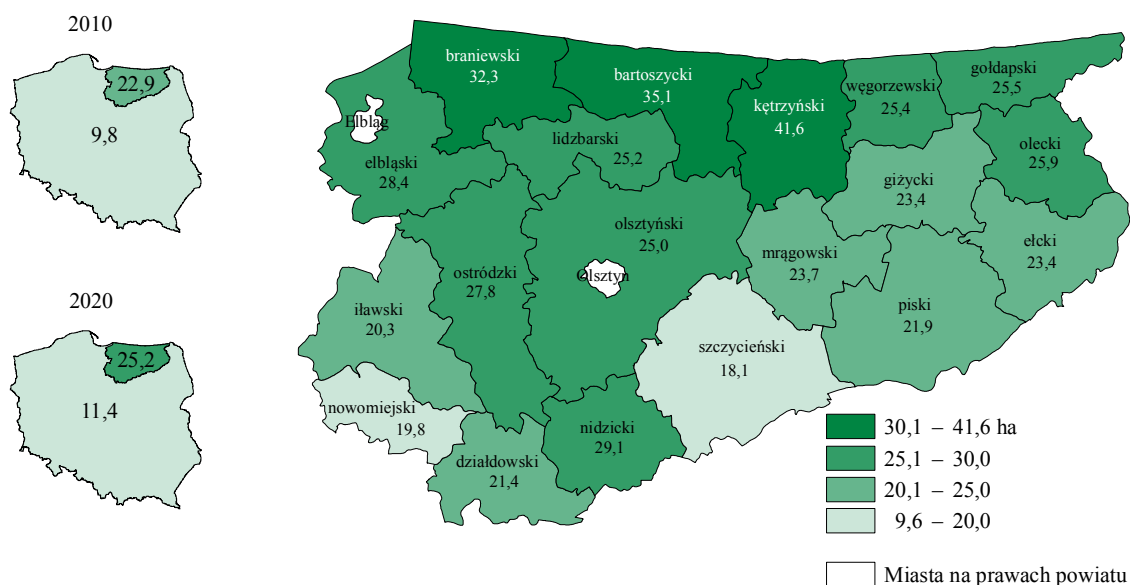 2010
22,9
9,8
2020
25,2
11,4
braniewski
32,3
bartoszycki
35,1
kętrzyński
41,6
węgorzewski
25,4
gołdapski
25,5
Elbląg
elbląski
28,4
lidzbarski
25,2
olecki
25,9
giżycki
23,4
olsztyński
25,0
Olsztyn
mrągowski
23,7
ełcki
23,4
ostródzki
27,8
iławski
20,3
piski
21,9
szczycieński
18,1
nowomiejski
19,8
nidzicki
29,1
działdowski
21,4
30,1 – 41,6 ha
25,1 – 30,0
20,1 – 25,0
9,6 – 20,0
Miasta na prawach powiatu